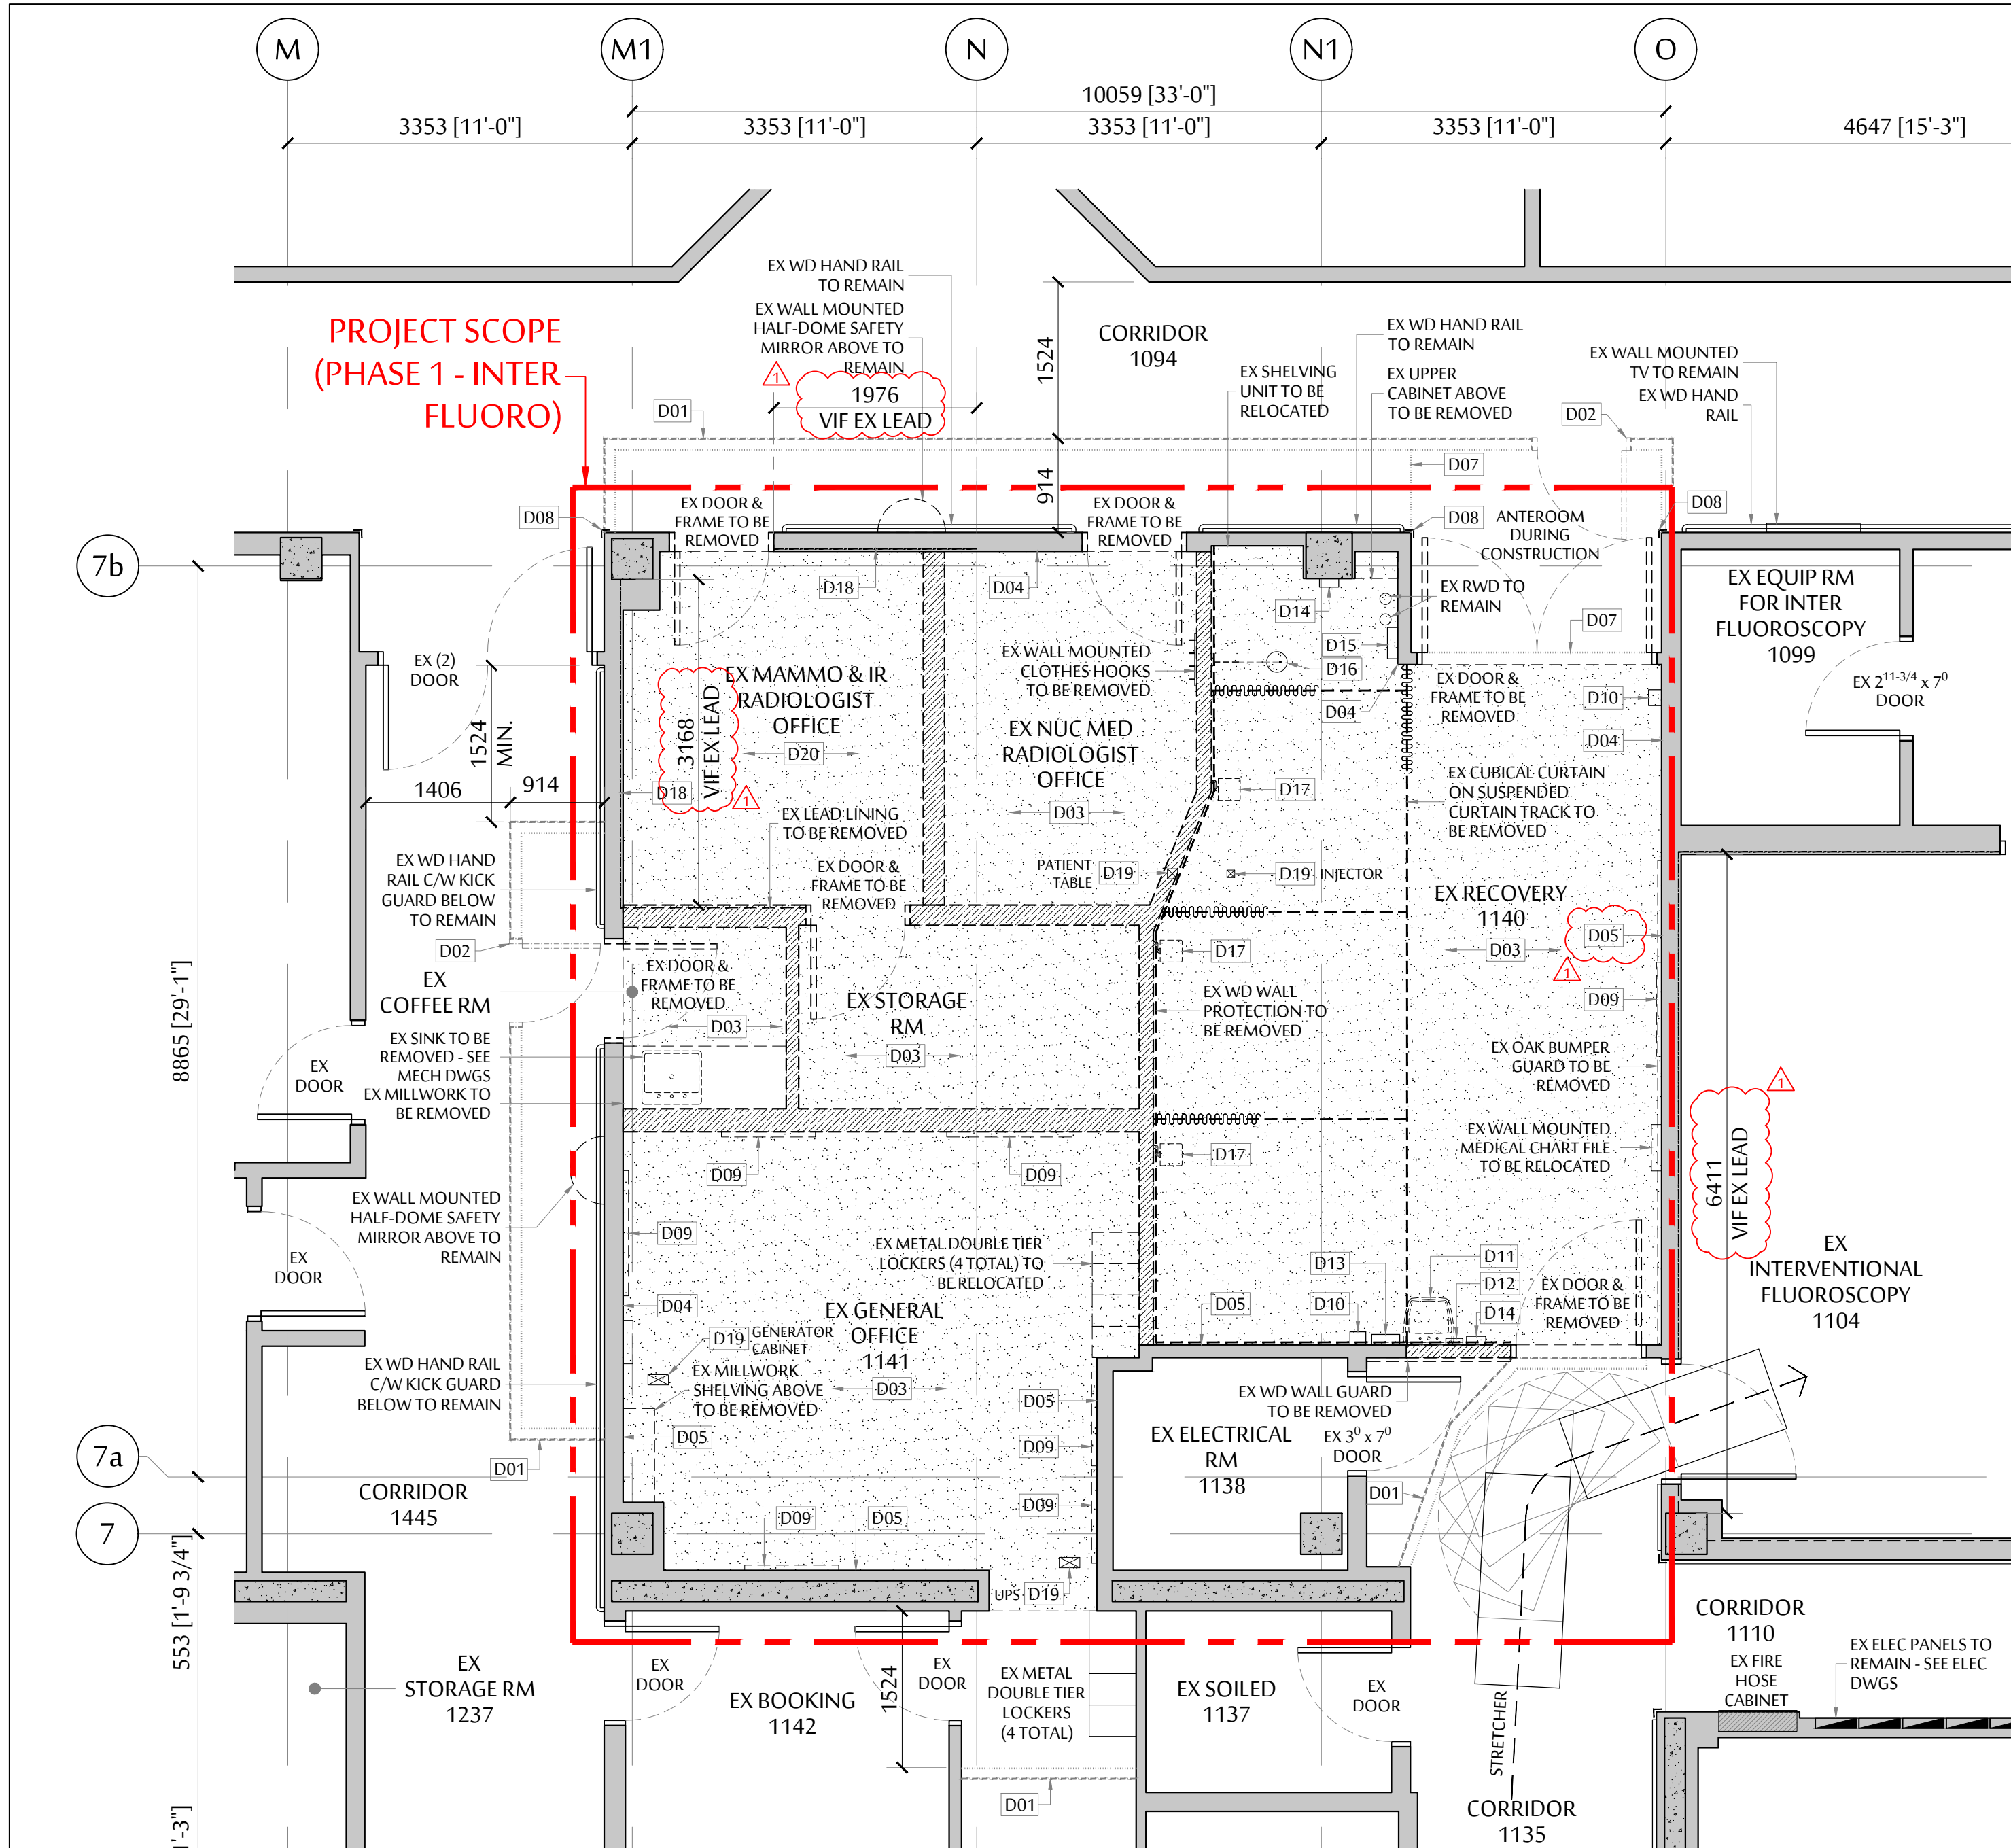 M
M1
N
N1
O
10059 [33'-0"]
3353 [11'-0"]
3353 [11'-0"]
3353 [11'-0"]
3353 [11'-0"]
4647 [15'-3"]
PROJECT SCOPE
(PHASE 1 - INTER
FLUORO)
EX WD HAND RAIL
TO REMAIN
EX WALL MOUNTED
HALF-DOME SAFETY
MIRROR ABOVE TO
REMAIN
1
1976
VIF EX LEAD
D01
1524
914
CORRIDOR
1094
EX SHELVING
UNIT TO BE
RELOCATED
EX WD HAND RAIL
TO REMAIN
EX UPPER
CABINET ABOVE
TO BE REMOVED
EX WALL MOUNTED
TV TO REMAIN
EX WD HAND
RAIL
D02
D07
D08
D08
D08
EX DOOR &
FRAME TO BE
REMOVED
EX DOOR &
FRAME TO BE
REMOVED
ANTEROOM
DURING
CONSTRUCTION
7b
D18
D04
D14
EX RWD TO
REMAIN
D07
D15
D16
D04
EX EQUIP RM
FOR INTER
FLUOROSCOPY
1099
EX 2 11-3/4 x 7 0
DOOR
EX (2)
DOOR
1524
MIN.
1406
914
EX MAMMO & IR
RADIOLOGIST
OFFICE
D20
3168
VIF EX LEAD
1
D18
EX WALL MOUNTED
CLOTHES HOOKS
TO BE REMOVED
EX NUC MED
RADIOLOGIST
OFFICE
D03
EX DOOR &
FRAME TO BE
REMOVED
D10
D04
D17
EX CUBICAL CURTAIN
ON SUSPENDED
CURTAIN TRACK TO
BE REMOVED
EX LEAD LINING
TO BE REMOVED
EX DOOR &
FRAME TO BE
REMOVED
PATIENT
TABLE
D19
D19
INJECTOR
EX RECOVERY
1140
D03
D05
1
D09
EX WD HAND
RAIL C/W KICK
GUARD BELOW
TO REMAIN
D02
EX
COFFEE RM
EX DOOR &
FRAME TO BE
REMOVED
D03
EX STORAGE
RM
D03
D17
EX WD WALL
PROTECTION TO
BE REMOVED
EX SINK TO BE
REMOVED - SEE
MECH DWGS
EX MILLWORK TO
BE REMOVED
8865 [29'-1"]
EX
DOOR
EX OAK BUMPER
GUARD TO BE
REMOVED
EX WALL MOUNTED
MEDICAL CHART FILE
TO BE RELOCATED
6411
VIF EX LEAD
1
D09
D09
D17
EX WALL MOUNTED
HALF-DOME SAFETY
MIRROR ABOVE TO
REMAIN
EX
DOOR
D09
D04
EX METAL DOUBLE TIER
LOCKERS (4 TOTAL) TO
BE RELOCATED
EX GENERAL
OFFICE
1141
D03
D19
GENERATOR
CABINET
EX MILLWORK
SHELVING ABOVE
TO BE REMOVED
D05
D05
D13
D10
D11
D12
D14
EX DOOR &
FRAME TO BE
REMOVED
EX
INTERVENTIONAL
FLUOROSCOPY
1104
EX WD HAND RAIL
C/W KICK GUARD
BELOW TO REMAIN
D01
D05
D09
D09
EX WD WALL GUARD
TO BE REMOVED
EX ELECTRICAL
RM
1138
EX 3 0 x 7 0
DOOR
D01
7a
CORRIDOR
1445
7
D09
D05
UPS
D19
553 [1'-9 3/4"]
EX
STORAGE RM
1237
EX
DOOR
EX BOOKING
1142
1524
EX
DOOR
EX METAL
DOUBLE TIER
LOCKERS
(4 TOTAL)
D01
EX SOILED
1137
EX
DOOR
STRETCHER
CORRIDOR
1135
CORRIDOR
1110
EX FIRE
HOSE
CABINET
EX ELEC PANELS TO
REMAIN - SEE ELEC
DWGS
1'-3"]